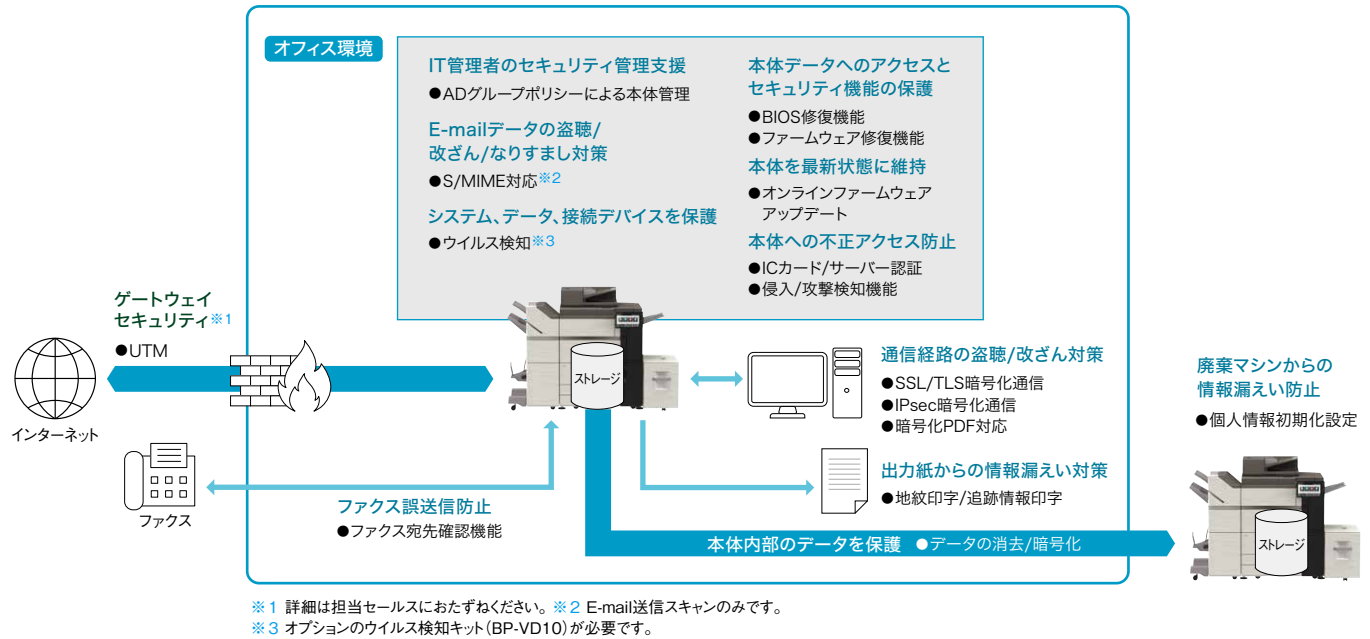 オフィス環境
IT管理者のセキュリティ管理支援
●ADグループポリシーによる本体管理
E-mailデータの盗聴/
改ざん/なりすまし対策
●S/MIME対応※2
システム、データ、接続デバイスを保護
●ウイルス検知※3
本体データへのアクセスと
セキュリティ機能の保護
●BIOS修復機能
●ファームウェア修復機能
本体を最新状態に維持
●オンラインファームウェア
アップデート
本体への不正アクセス防止
●ICカード/サーバー認証
●侵入/攻撃検知機能
ゲートウェイ
セキュリティ※1
●UTM
インターネット
ストレージ
通信経路の盗聴/改ざん対策
●SSL/TLS暗号化通信
●IPsec暗号化通信
●暗号化PDF対応
廃棄マシンからの
情報漏えい防止
●個人情報初期化設定
出力紙からの情報漏えい対策
●地紋印字/追跡情報印字
ファクス
ファクス誤送信防止
●ファクス宛先確認機能
本体内部のデータを保護 ●データの消去/暗号化
ストレージ
※1 詳細は担当セールスにおたずねください。 ※2 E-mail送信スキャンのみです。
※3 オプションのウイルス検知キット(BP-VD10)が必要です。